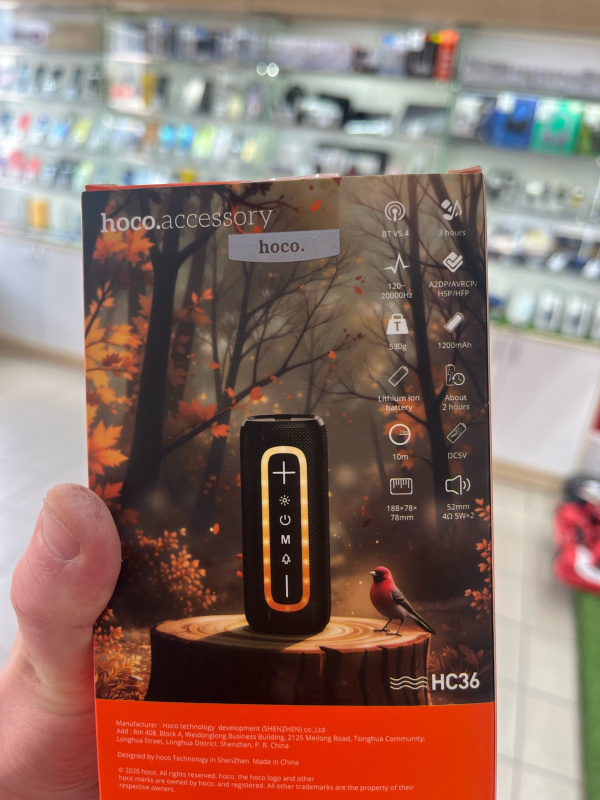 hoco.accessory
hoco.
BT V5.4
3 hours
120~
20000Hz
A2DP/AVRCP/
HSP/HFP
T
530g
1200mAh
Lithium ion
battery
About
2 hours
10m
DC5V
188×78×
78mm
52mm
4Ω 5W×2
M
HC36
Manufacturer : Hoco technology development (SHENZHEN) co.,Ltd
Add : Rm 408, Block A, Weidonglong Business Building, 2125 Meilong Road, Tsinghua Community,
Longhua Street, Longhua District, Shenzhen, P. R. China
Designed by hoco Technology in ShenZhen Made in China
© 2026 hoco. All rights reserved. hoco, the hoco logo and other
hoco marks are owned by hoco. and registered. All other trademarks are the property of their
respective owners.